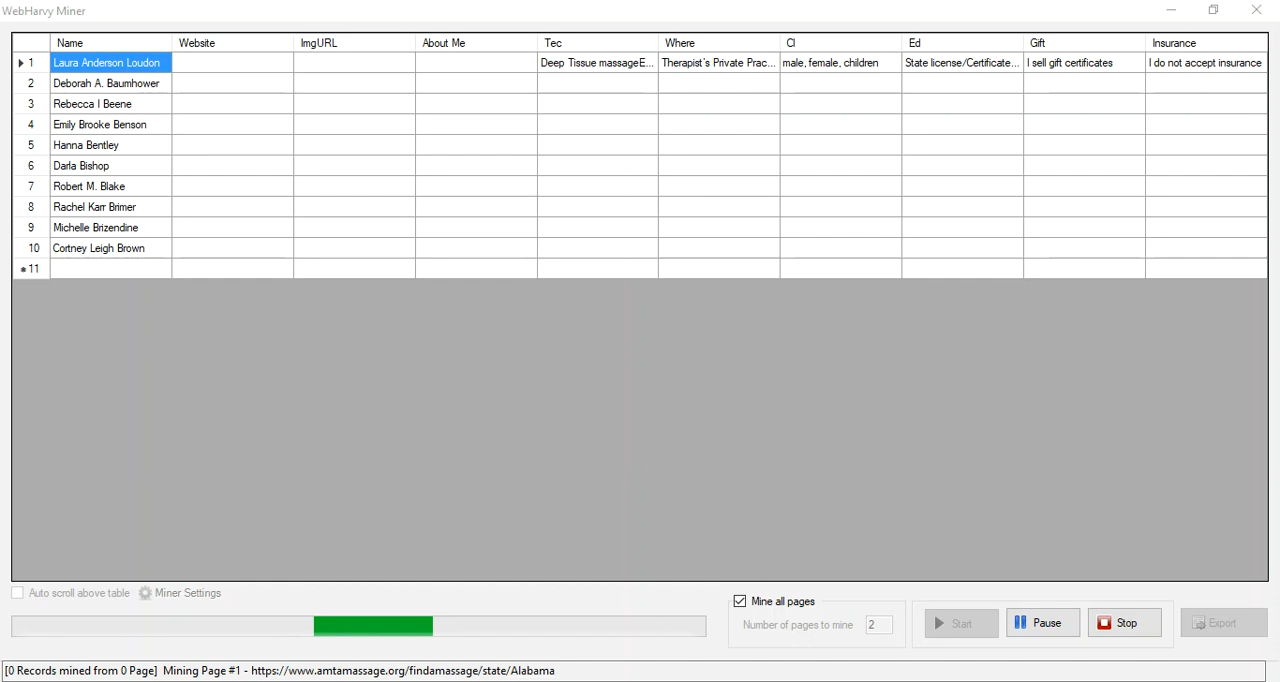 WebHarvy Miner
Name Website ImgURL About Me Tec Where Cl Ed Gift Insurance
1 Laura Anderson Loudon Deep Tissue massageE... Therapist's Private Prac... male, female, children State license/Certificate... I sell gift certificates I do not accept insurance
2 Deborah A. Baumhower
3 Rebecca l Beene
4 Emily Brooke Benson
5 Hanna Bentley
6 Darla Bishop
7 Robert M. Blake
8 Rachel Karr Brimer
9 Michelle Brizendine
10 Cortney Leigh Brown
11
Auto scroll above table Miner Settings
Mine all pages
Number of pages to mine 2
Start Pause Stop Export
[0 Records mined from 0 Page] Mining Page #1 - https://www.amtamassage.org/findamassage/state/Alabama